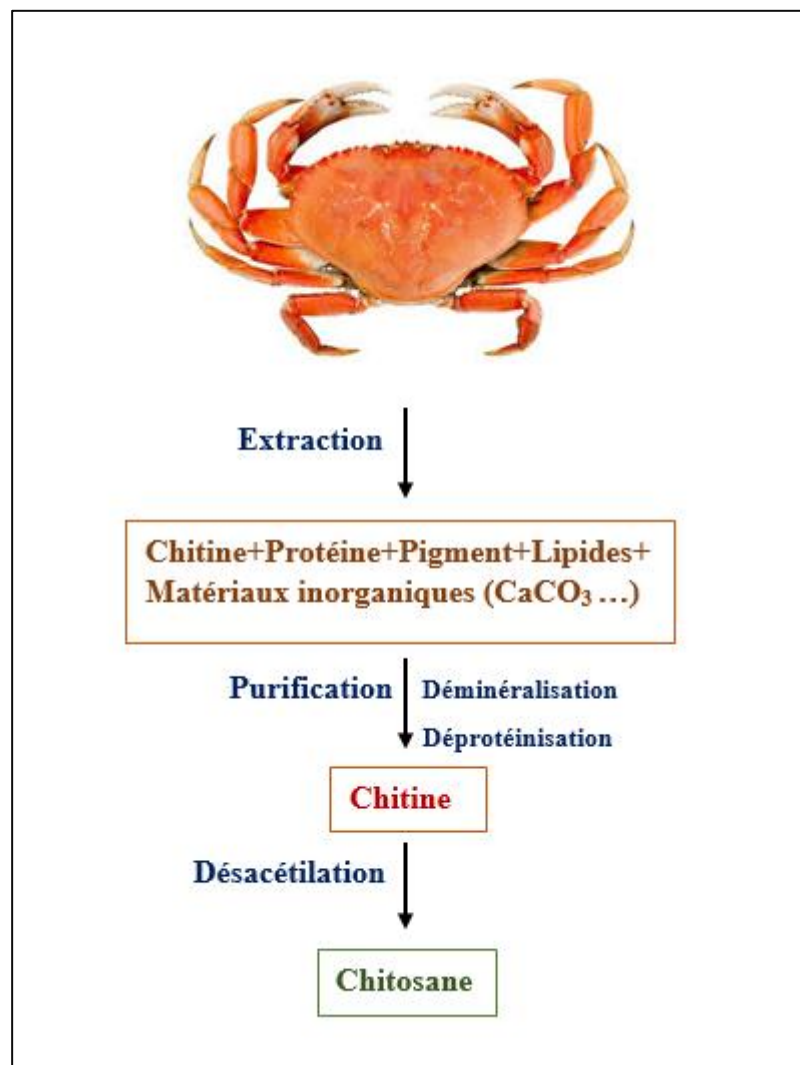 Extraction
Chitine+Protéine+Pigment+Lipides+
Matériaux inorganiques (CaCO₃ …)
Purification
Déminéralisation
Déprotéinisation
Chitine
Désacétilation
Chitosane